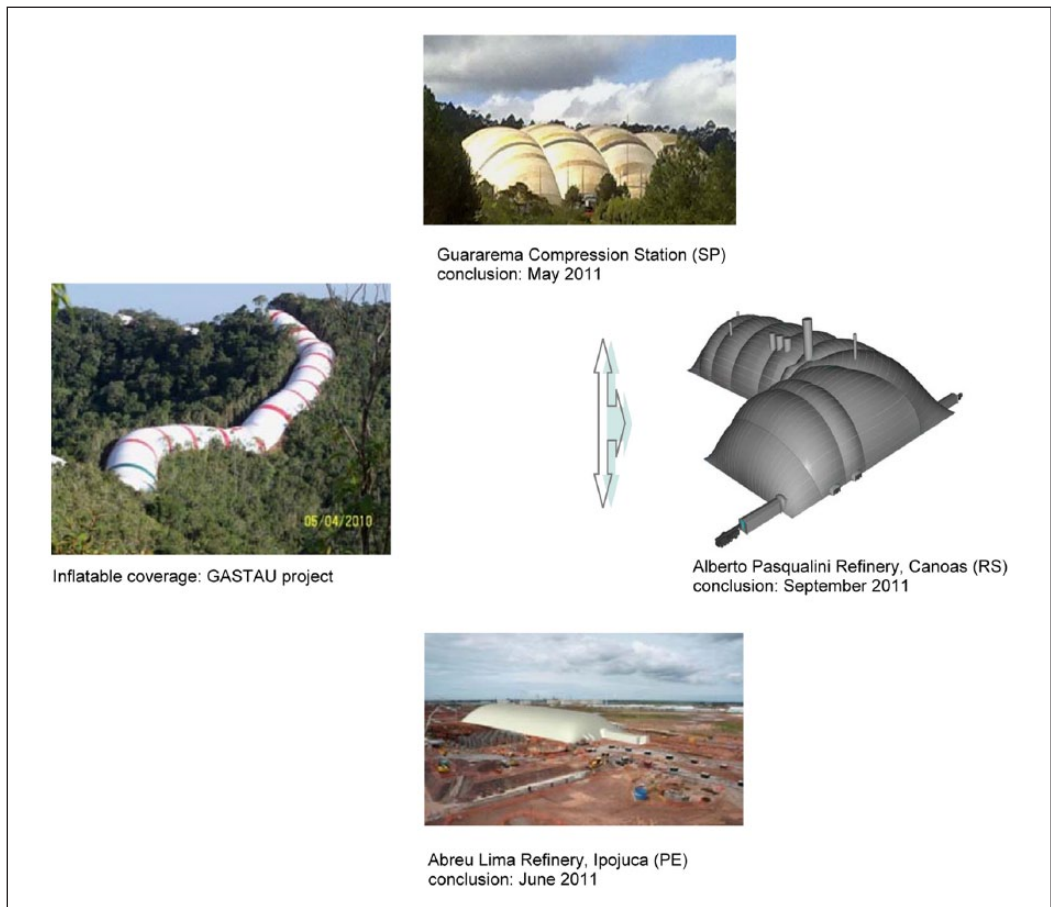 Guararema Compression Station (SP)
conclusion: May 2011
05/04/2010
Inflatable coverage: GASTAU project
Alberto Pasqualini Refinery, Canoas (RS)
conclusion: September 2011
Abreu Lima Refinery, Ipojuca (PE)
conclusion: June 2011